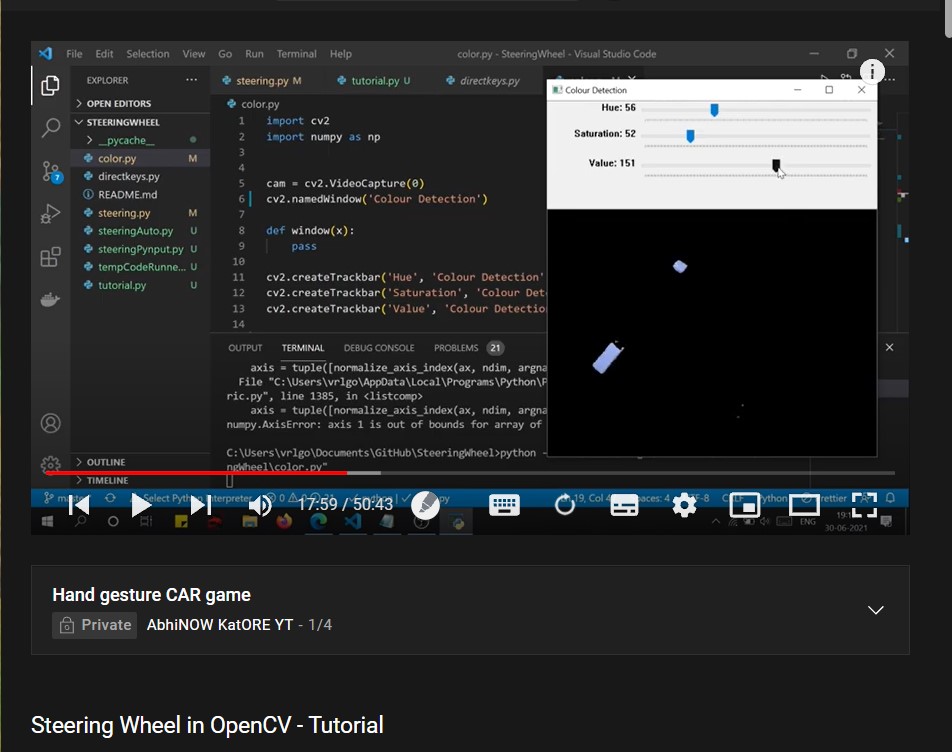 File Edit Selection View Go Run Terminal Help
color.py - SteeringWheel - Visual Studio Code
EXPLORER
OPEN EDITORS
STEERINGWHEEL
__pycache__
color.py M
directkeys.py
README.md
steering.py M
steeringAuto.py U
steeringPynput.py U
tempCodeRunne... U
tutorial.py U
OUTLINE
TIMELINE
7
steering.py M tutorial.py U directkeys.py
color.py
1 import cv2
2 import numpy as np
3
4
5 cam = cv2.VideoCapture(0)
6 cv2.namedWindow('Colour Detection')
7
8 def window(x):
9 pass
10
11 cv2.createTrackbar('Hue', 'Colour Detection'
12 cv2.createTrackbar('Saturation', 'Colour Det
13 cv2.createTrackbar('Value', 'Colour Detectio
14
OUTPUT TERMINAL DEBUG CONSOLE PROBLEMS 21
axis = tuple([normalize_axis_index(ax, ndim, argna
File "C:\Users\vrlgo\AppData\Local\Programs\Python\P
ric.py", line 1385, in <listcomp>
axis = tuple([normalize_axis_index(ax, ndim, argna
numpy.AxisError: axis 1 is out of bounds for array of
C:\Users\vrlgo\Documents\GitHub\SteeringWheel>python -
ngWheel\color.py"
Colour Detection
Hue: 56
Saturation: 52
Value: 151
Select Python Interpreter
17:59 / 50:43
ENG
30-06-2021
Hand gesture CAR game
Private AbhiNOW KatORE YT - 1/4
Steering Wheel in OpenCV - Tutorial